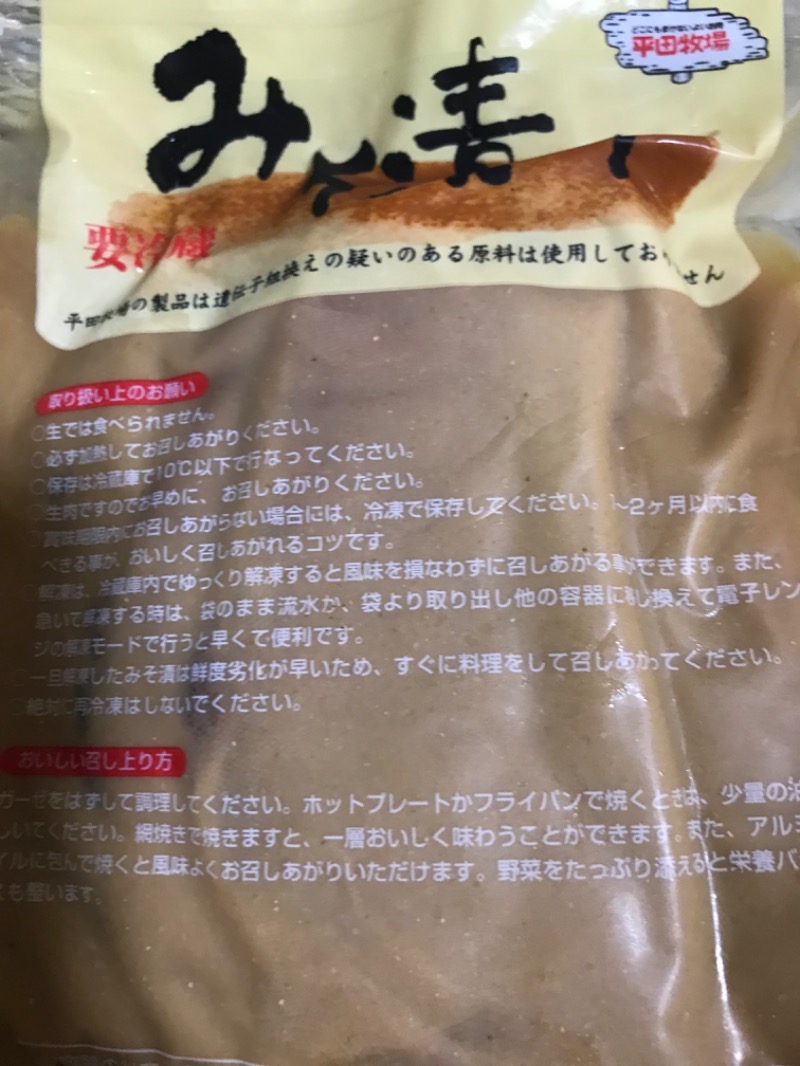 どこにもまけないよい品質
平田牧場
みそ漬
要冷蔵
平田牧場の製品は遺伝子組換えの疑いのある原料は使用しておりません
取り扱い上のお願い
○生では食べられません。
○必ず加熱してお召しあがりください。
○保存は冷蔵庫で10℃以下で行なってください。
○生肉ですのでお早めに、お召しあがりください。
○賞味期限内にお召しあがらない場合には、冷凍で保存してください。1～2ヶ月以内に食
べきる事が、おいしく召しあがれるコツです。
○解凍は、冷蔵庫内でゆっくり解凍すると風味を損なわずに召しあがる事ができます。また、
急いで解凍する時は、袋のまま流水か、袋より取り出し他の容器に移し換えて電子レン
ジの解凍モードで行うと早くて便利です。
○一旦解凍したみそ漬は鮮度劣化が早いため、すぐに料理をして召しあがってください。
○絶対に再冷凍はしないでください。
おいしい召し上り方
ガーゼをはずして調理してください。ホットプレートかフライパンで焼くときは、少量の油
しいてください。網焼きで焼きますと、一層おいしく味わうことができます。また、アルミ
イルに包んで焼くと風味よくお召しあがりいただけます。野菜をたっぷり添えると栄養バ
くも整います。